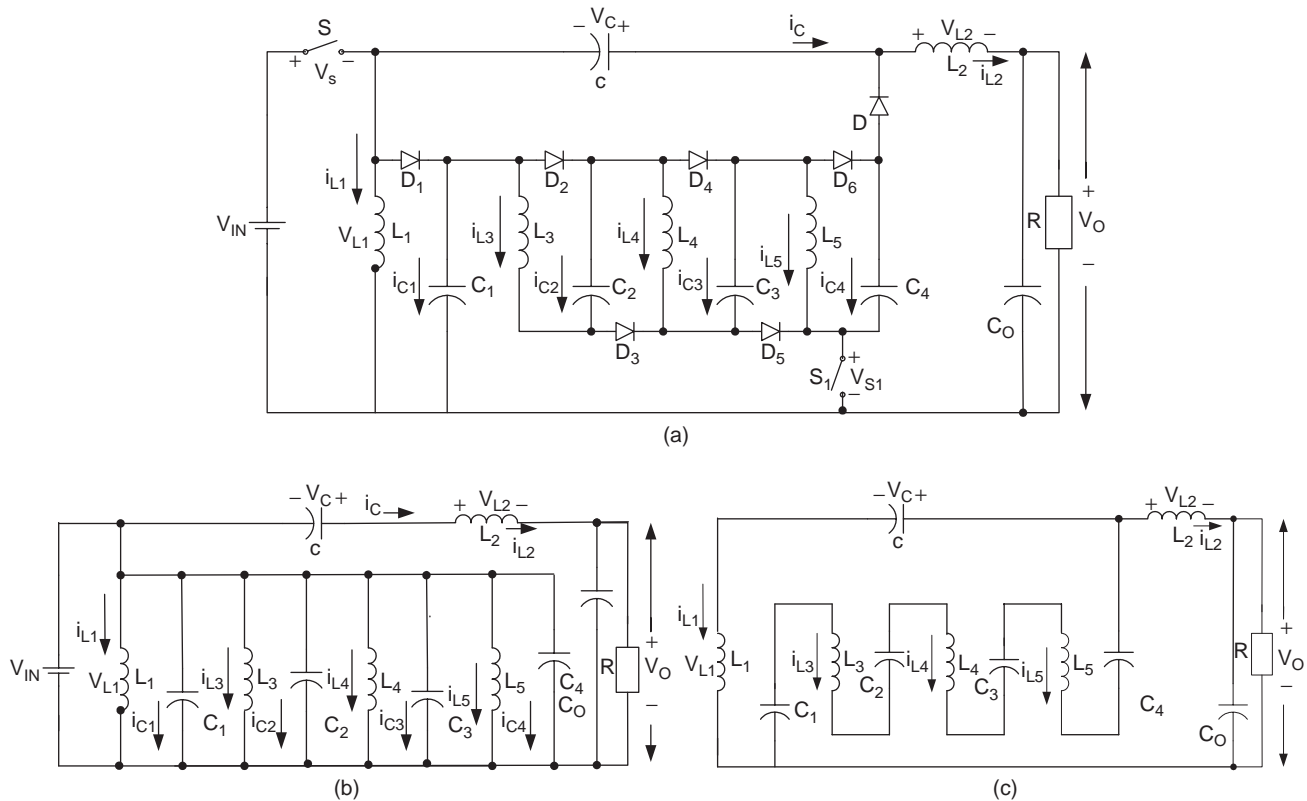 − V_C +
S
i_C
+ V_L2 −
+ V_s −
c
L_2 i_L2
D
D_1 D_2 D_4 D_6
i_L1
V_IN
V_L1 L_1
i_L3 L_3
i_L4 L_4
i_L5 L_5
R
+
V_O
−
i_C1 C_1
i_C2 C_2
i_C3 C_3
i_C4 C_4
C_O
D_3 D_5
S_1
+
V_S1
−
(a)
− V_C +
i_C
+ V_L2 −
c
L_2 i_L2
i_L1
V_IN
V_L1 L_1
i_L3 L_3
i_L4 L_4
i_L5 L_5
R
+
V_O
−
i_C1 C_1
i_C2 C_2
i_C3 C_3
i_C4 C_4
C_O
(b)
− V_C +
+ V_L2 −
c
L_2 i_L2
i_L1
V_L1 L_1
i_L3 L_3
C_2
i_L4 L_4
C_3
i_L5 L_5
R
+
V_O
−
C_1
C_4
C_O
(c)